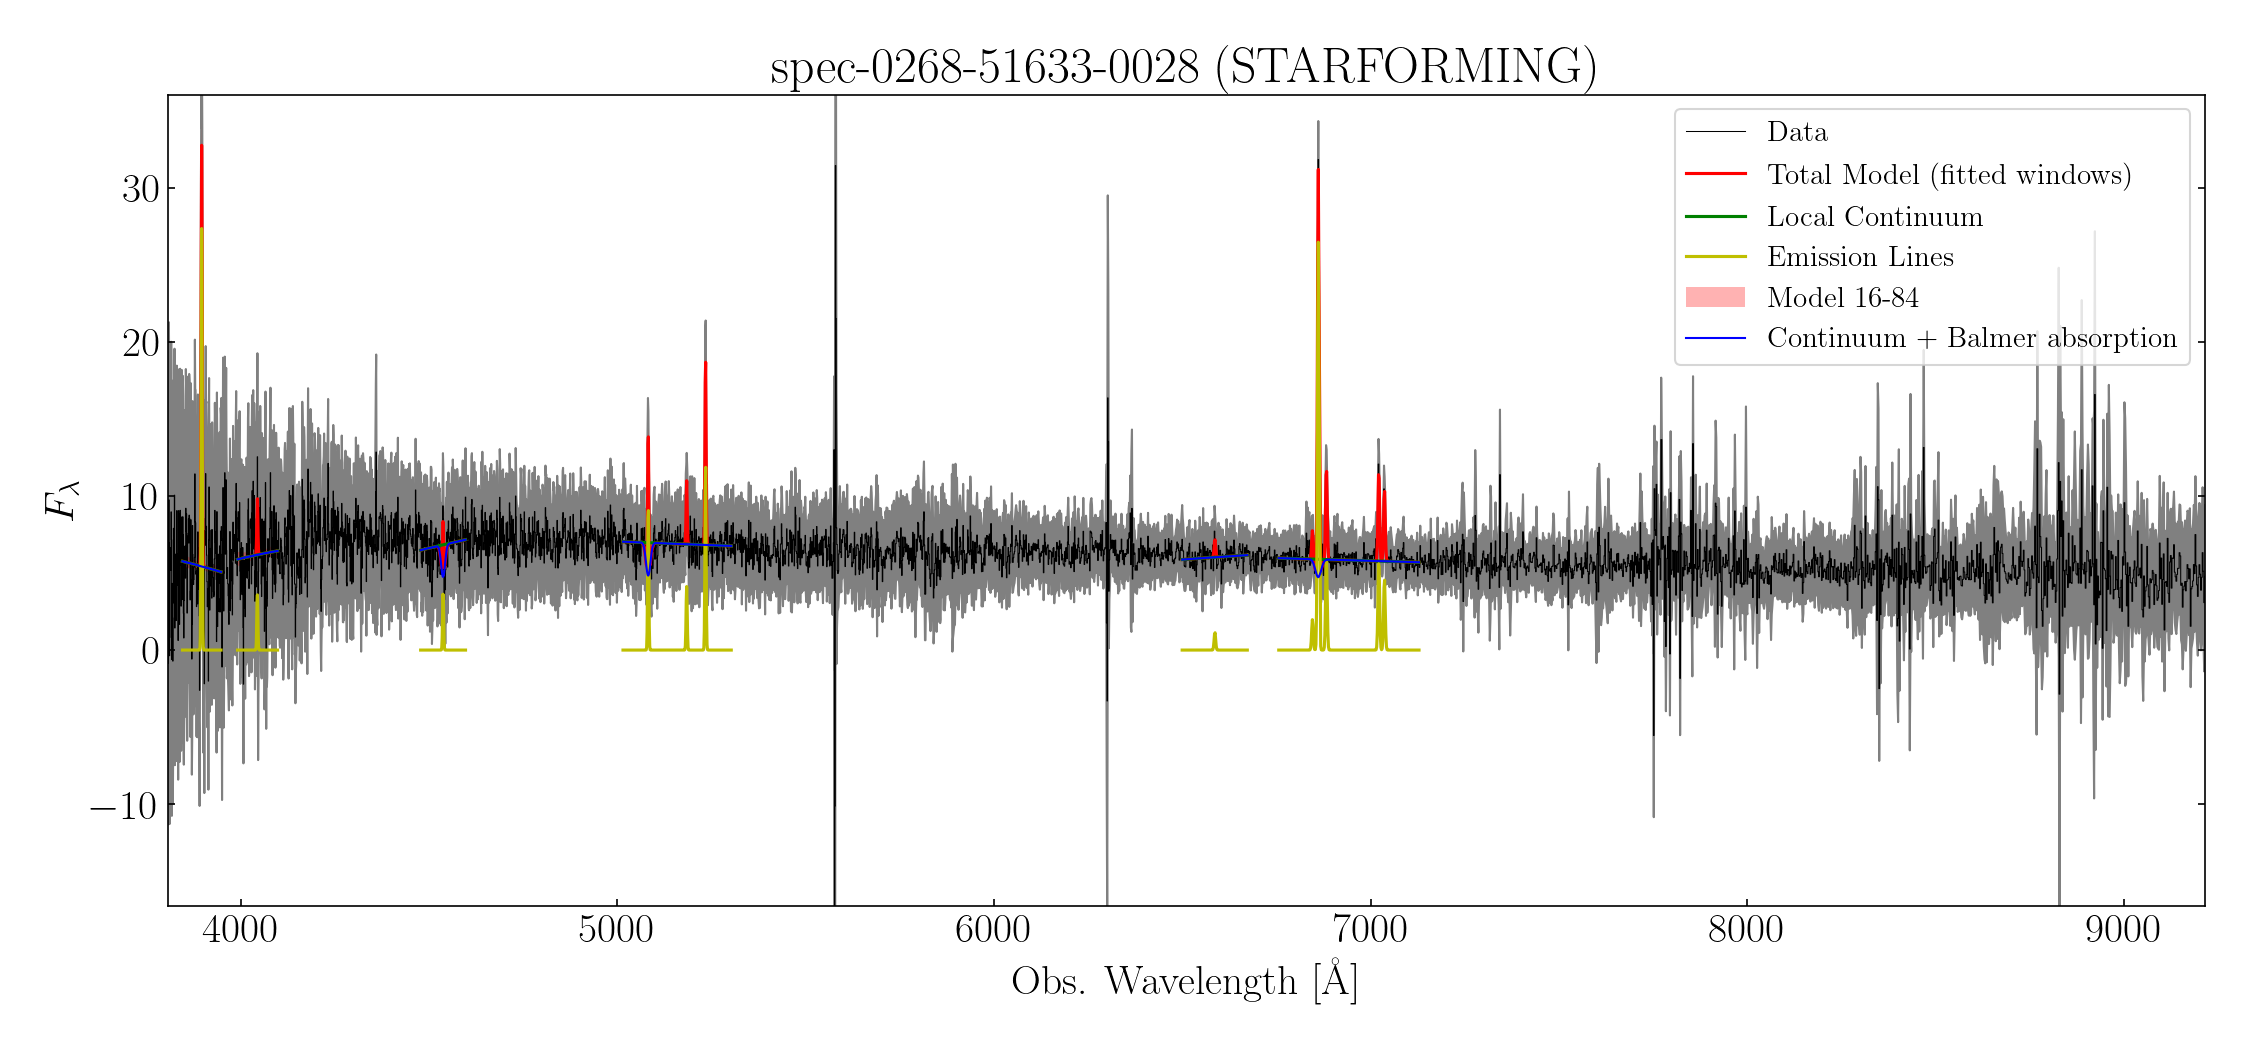 spec-0268-51633-0028 (STARFORMING)
Data
Total Model (fitted windows)
Local Continuum
Emission Lines
Model 16-84
Continuum + Balmer absorption
30
20
10
0
−10
Fλ
4000 5000 6000 7000 8000 9000
Obs. Wavelength [Å]